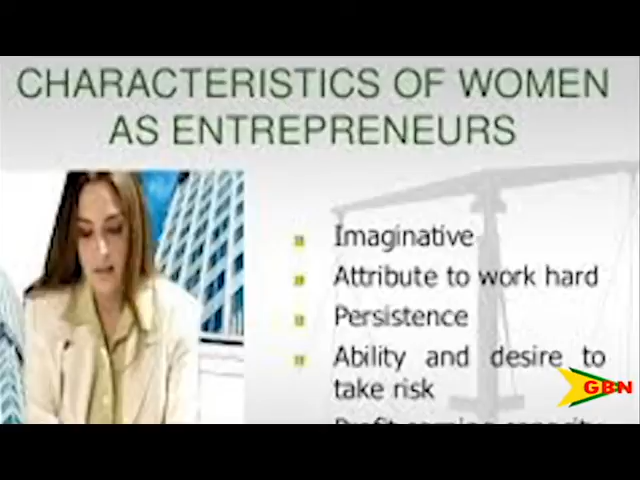 CHARACTERISTICS OF WOMEN
AS ENTREPRENEURS
Imaginative
Attribute to work hard
Persistence
Ability and desire to
take risk
GBN